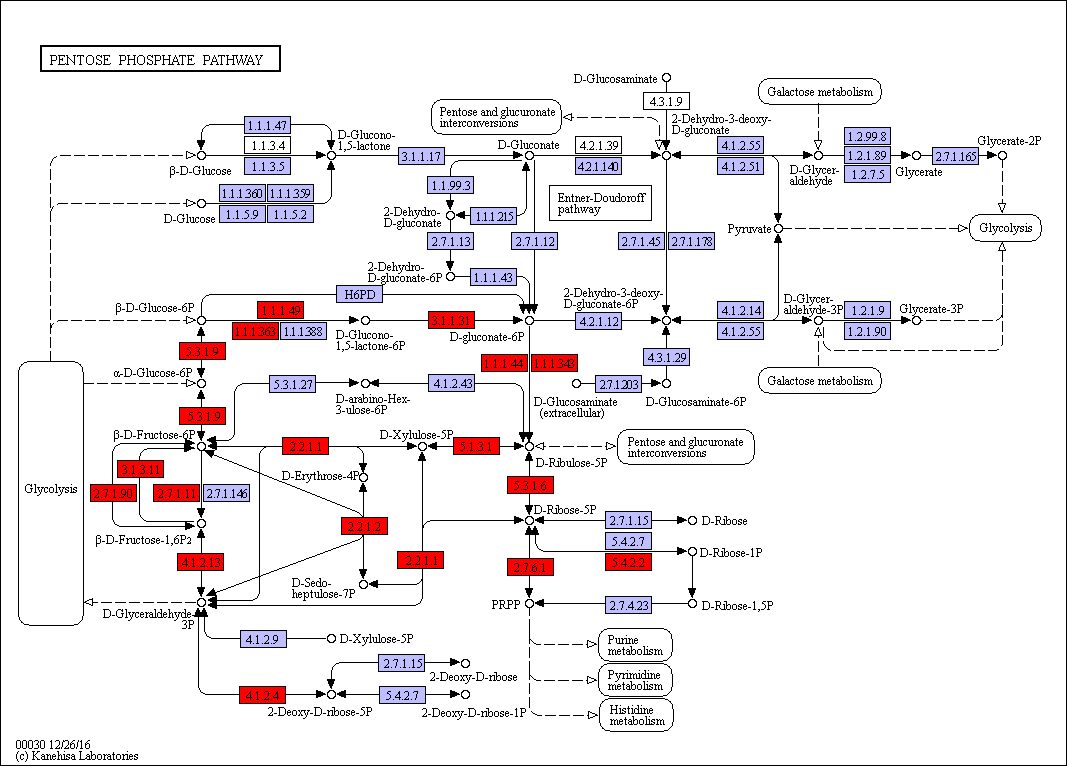 PENTOSE PHOSPHATE PATHWAY
D-Glucosaminate
4.3.1.9
Galactose metabolism
Pentose and glucuronate
interconversions
2-Dehydro-3-deoxy-
D-gluconate
1.1.1.47
1.1.3.4
1.1.3.5
β-D-Glucose
D-Glucono-
1,5-lactone
3.1.1.17
D-Gluconate
4.2.1.39
4.2.1.140
4.1.2.55
4.1.2.51
D-Glycer-
aldehyde
1.2.99.8
1.2.1.89
1.2.7.5
Glycerate
2.7.1.165
Glycerate-2P
1.1.1.360
1.1.1.359
1.1.5.9
1.1.5.2
D-Glucose
1.1.99.3
2-Dehydro-
D-gluconate
1.1.1.215
Entner-Doudoroff
pathway
2.7.1.13
2.7.1.12
2.7.1.45
2.7.1.178
Pyruvate
Glycolysis
2-Dehydro-
D-gluconate-6P
1.1.1.43
H6PD
2-Dehydro-3-deoxy-
D-gluconate-6P
β-D-Glucose-6P
1.1.1.49
1.1.1.363
1.1.1.388
D-Glucono-
1,5-lactone-6P
3.1.1.31
D-gluconate-6P
4.2.1.12
4.1.2.14
4.1.2.55
D-Glycer-
aldehyde-3P
1.2.1.9
1.2.1.90
Glycerate-3P
5.3.1.9
1.1.1.44
1.1.1.343
4.3.1.29
α-D-Glucose-6P
5.3.1.27
D-arabino-Hex-
3-ulose-6P
4.1.2.43
2.7.1.203
D-Glucosaminate
(extracellular)
D-Glucosaminate-6P
Galactose metabolism
5.3.1.9
β-D-Fructose-6P
2.2.1.1
D-Xylulose-5P
5.1.3.1
D-Ribulose-5P
Pentose and glucuronate
interconversions
3.1.3.11
2.7.1.90
2.7.1.11
2.7.1.146
D-Erythrose-4P
5.3.1.6
Glycolysis
β-D-Fructose-1,6P2
2.2.1.2
D-Ribose-5P
2.7.1.15
D-Ribose
5.4.2.7
5.4.2.2
D-Ribose-1P
4.1.2.13
2.2.1.1
2.7.6.1
D-Sedo-
heptulose-7P
D-Glyceraldehyde-
3P
PRPP
2.7.4.23
D-Ribose-1,5P
4.1.2.9
D-Xylulose-5P
Purine
metabolism
2.7.1.15
2-Deoxy-D-ribose
Pyrimidine
metabolism
4.1.2.4
2-Deoxy-D-ribose-5P
5.4.2.7
2-Deoxy-D-ribose-1P
Histidine
metabolism
00030 12/26/16
(c) Kanehisa Laboratories